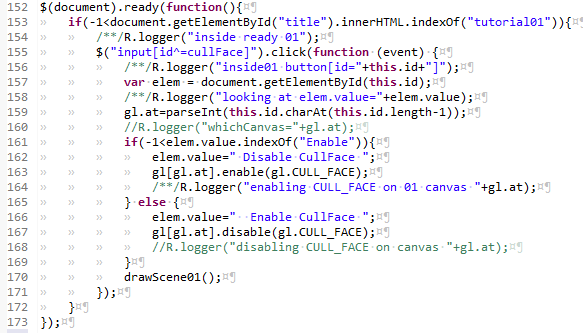 152 $(document).ready(function(){¤¶
153 » if(-1<document.getElementById("title").innerHTML.indexOf("tutorial01")){¤¶
154 » » /**/R.logger("inside·ready·01");¤¶
155 » » $("input[id^=cullFace]").click(function·(event)·{¤¶
156 » » » /**/R.logger("inside01·button[id="+this.id+"]");¤¶
157 » » » var·elem·=·document.getElementById(this.id);¤¶
158 » » » /**/R.logger("looking·at·elem.value="+elem.value);¤¶
159 » » » gl.at=parseInt(this.id.charAt(this.id.length-1));¤¶
160 » » » //R.logger("whichCanvas="+gl.at);¤¶
161 » » » if(-1<elem.value.indexOf("Enable")){¤¶
162 » » » » elem.value="·Disable·CullFace·";¤¶
163 » » » » gl[gl.at].enable(gl.CULL_FACE);¤¶
164 » » » » /**/R.logger("enabling·CULL_FACE·on·01·canvas·"+gl.at);¤¶
165 » » » }·else·{¤¶
166 » » » » elem.value="··Enable·CullFace·";¤¶
167 » » » » gl[gl.at].disable(gl.CULL_FACE);¤¶
168 » » » » //R.logger("disabling·CULL_FACE·on·canvas·"+gl.at);¤¶
169 » » » }¤¶
170 » » » drawScene01();¤¶
171 » » });¤¶
172 » }¤¶
173 });¤¶